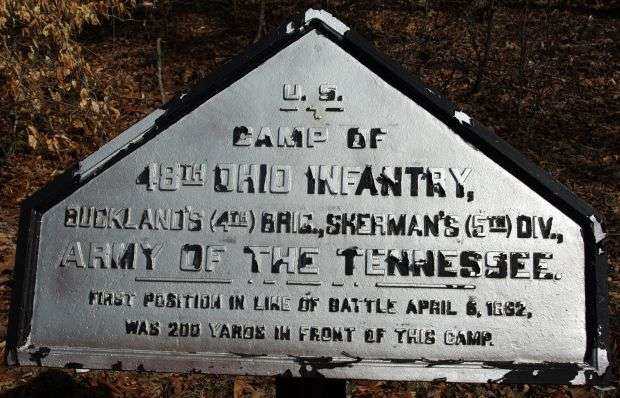 U. S.
CAMP OF
48TH OHIO INFANTRY,
BUCKLAND'S (4TH) BRIG., SHERMAN'S (5TH) DIV.,
ARMY OF THE TENNESSEE.
FIRST POSITION IN LINE OF BATTLE APRIL 6, 1862,
WAS 200 YARDS IN FRONT OF THIS CAMP.